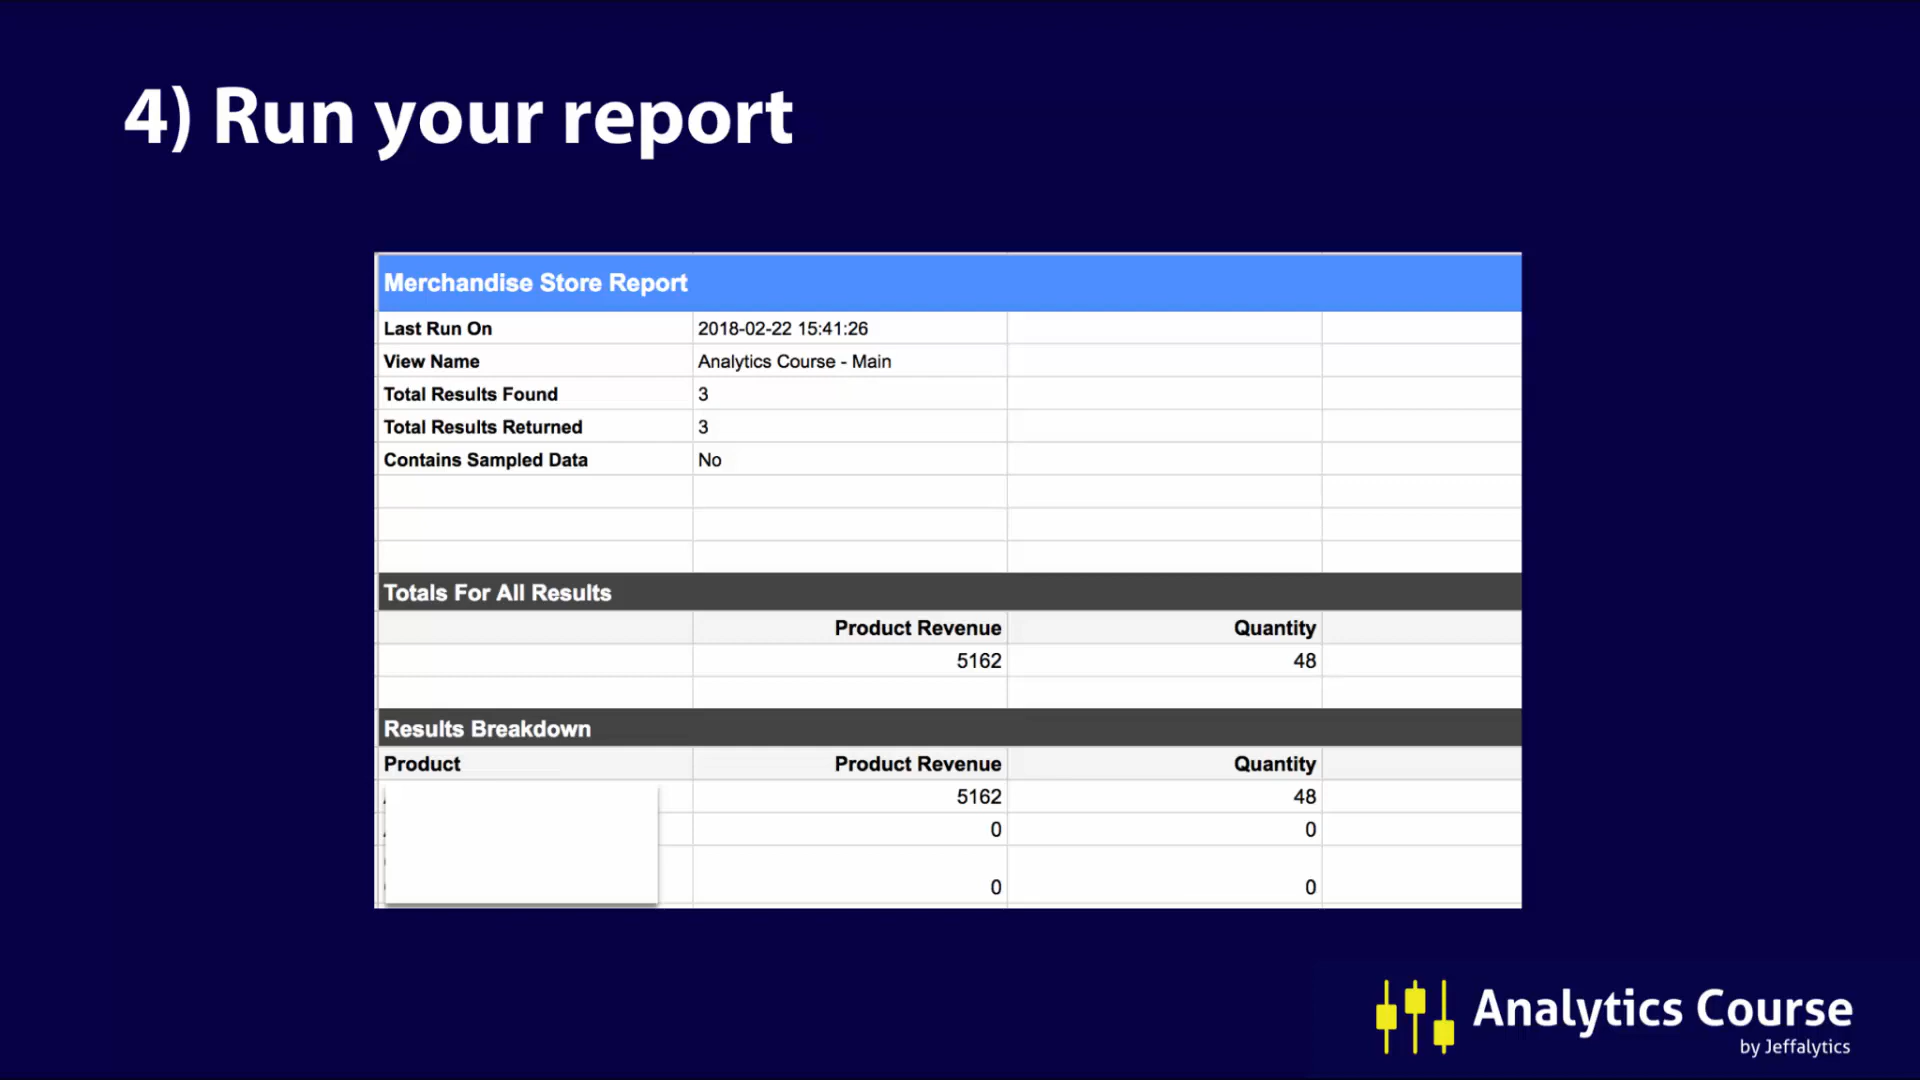 4) Run your report
Merchandise Store Report
Last Run On 2018-02-22 15:41:26
View Name Analytics Course - Main
Total Results Found 3
Total Results Returned 3
Contains Sampled Data No
Totals For All Results
Product Revenue Quantity
5162 48
Results Breakdown
Product Product Revenue Quantity
5162 48
0 0
0 0
Analytics Course
by Jeffalytics